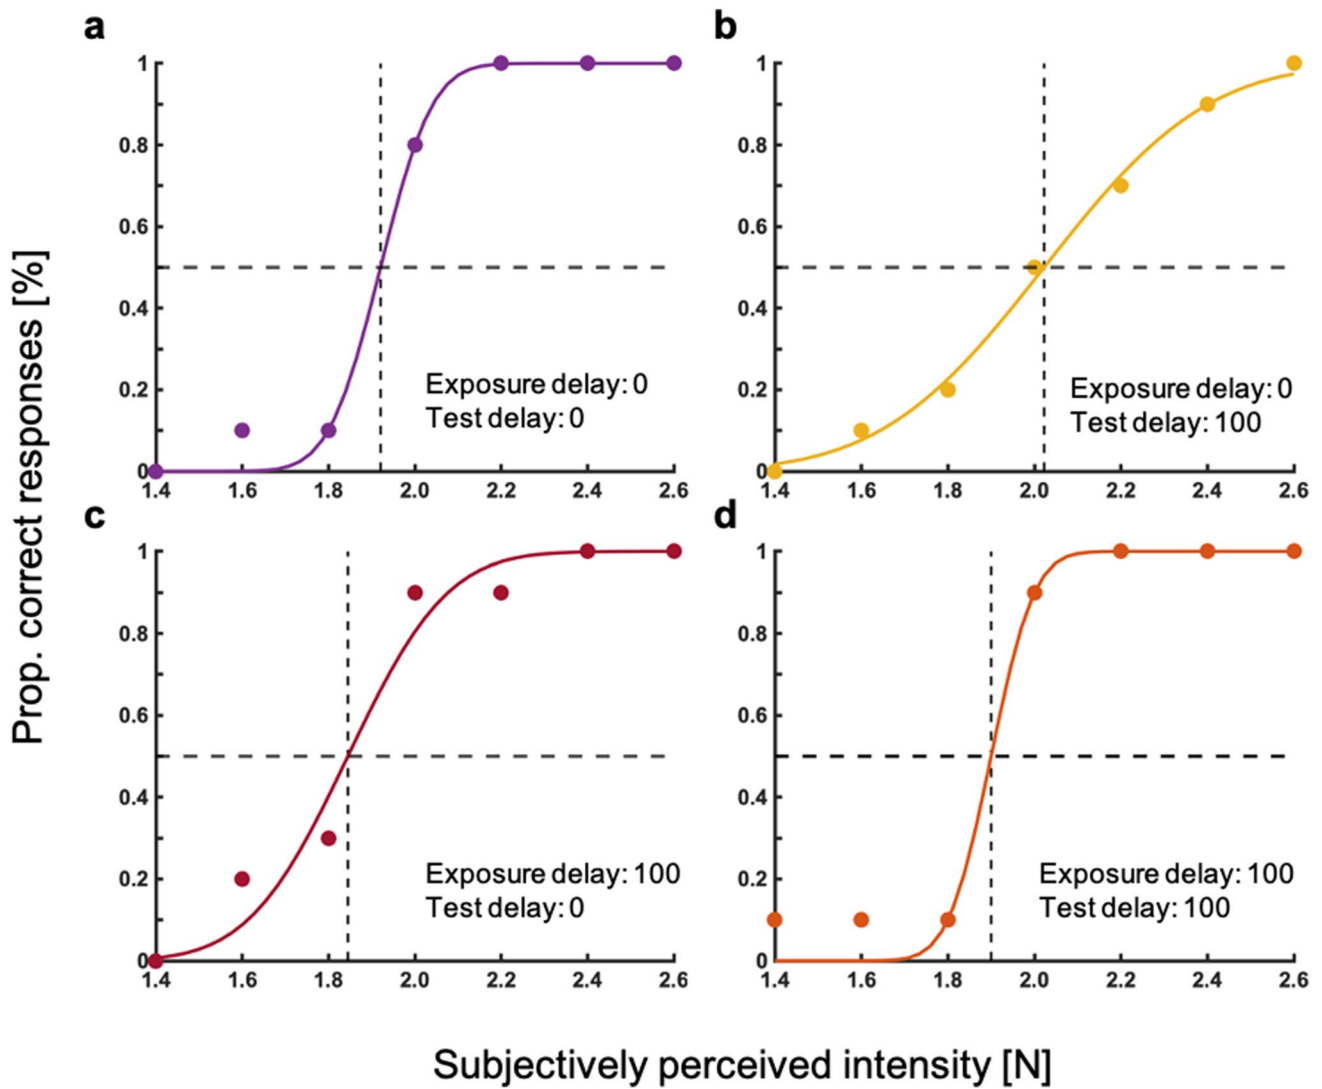 a
b
Prop. correct responses [%]
1
0.8
0.6
0.4
0.2
0
1.4 1.6 1.8 2.0 2.2 2.4 2.6
Exposure delay: 0
Test delay: 0
1
0.8
0.6
0.4
0.2
0
1.4 1.6 1.8 2.0 2.2 2.4 2.6
Exposure delay: 0
Test delay: 100
c
d
1
0.8
0.6
0.4
0.2
0
1.4 1.6 1.8 2.0 2.2 2.4 2.6
Exposure delay: 100
Test delay: 0
1
0.8
0.6
0.4
0.2
0
1.4 1.6 1.8 2.0 2.2 2.4 2.6
Exposure delay: 100
Test delay: 100
Subjectively perceived intensity [N]